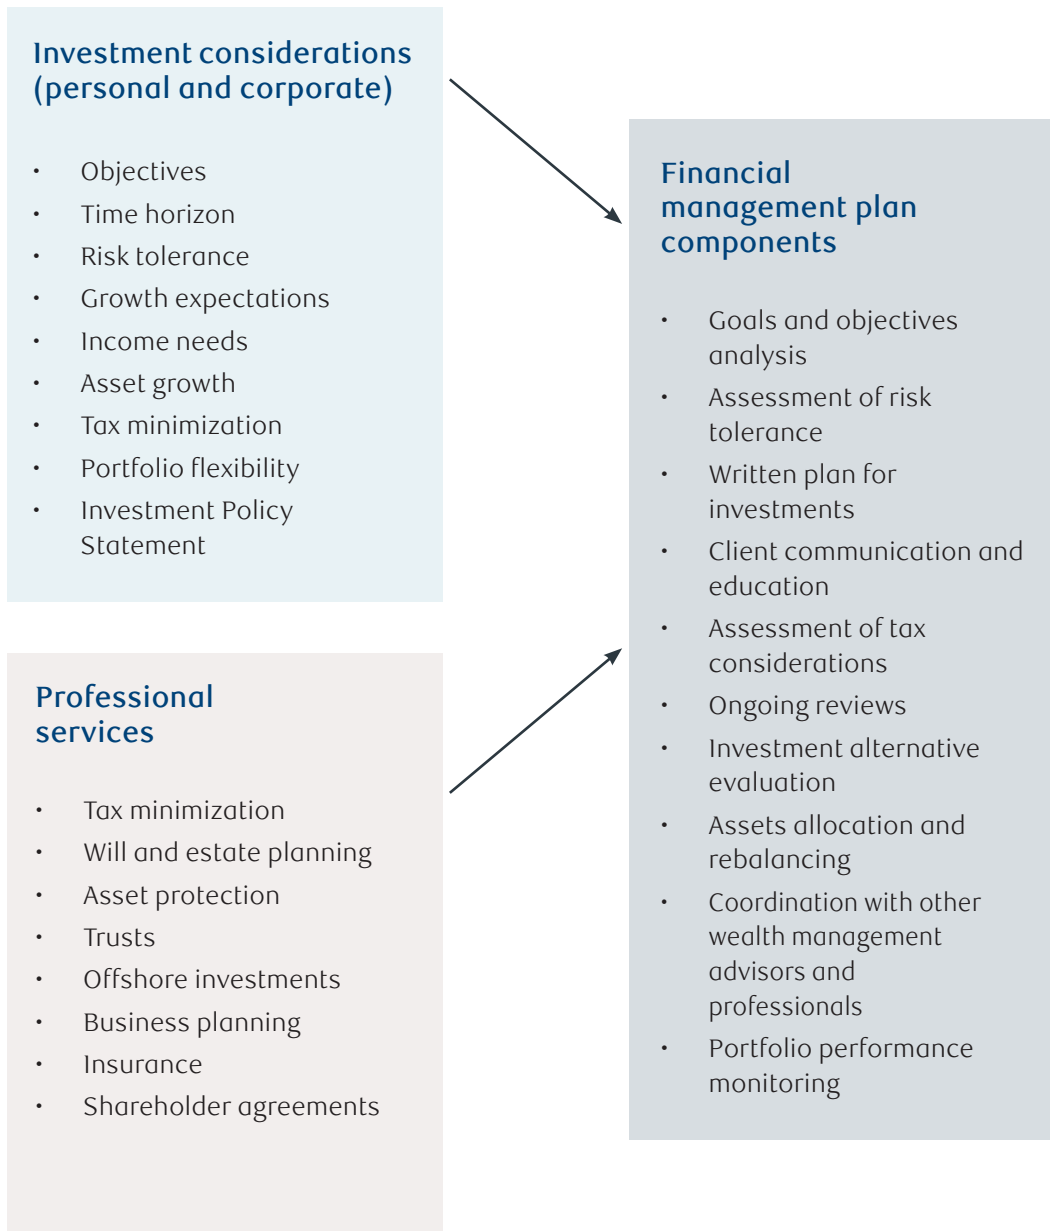 Investment considerations
(personal and corporate)
• Objectives
• Time horizon
• Risk tolerance
• Growth expectations
• Income needs
• Asset growth
• Tax minimization
• Portfolio flexibility
• Investment Policy
Statement
Professional
services
• Tax minimization
• Will and estate planning
• Asset protection
• Trusts
• Offshore investments
• Business planning
• Insurance
• Shareholder agreements
Financial
management plan
components
• Goals and objectives
analysis
• Assessment of risk
tolerance
• Written plan for
investments
• Client communication and
education
• Assessment of tax
considerations
• Ongoing reviews
• Investment alternative
evaluation
• Assets allocation and
rebalancing
• Coordination with other
wealth management
advisors and
professionals
• Portfolio performance
monitoring